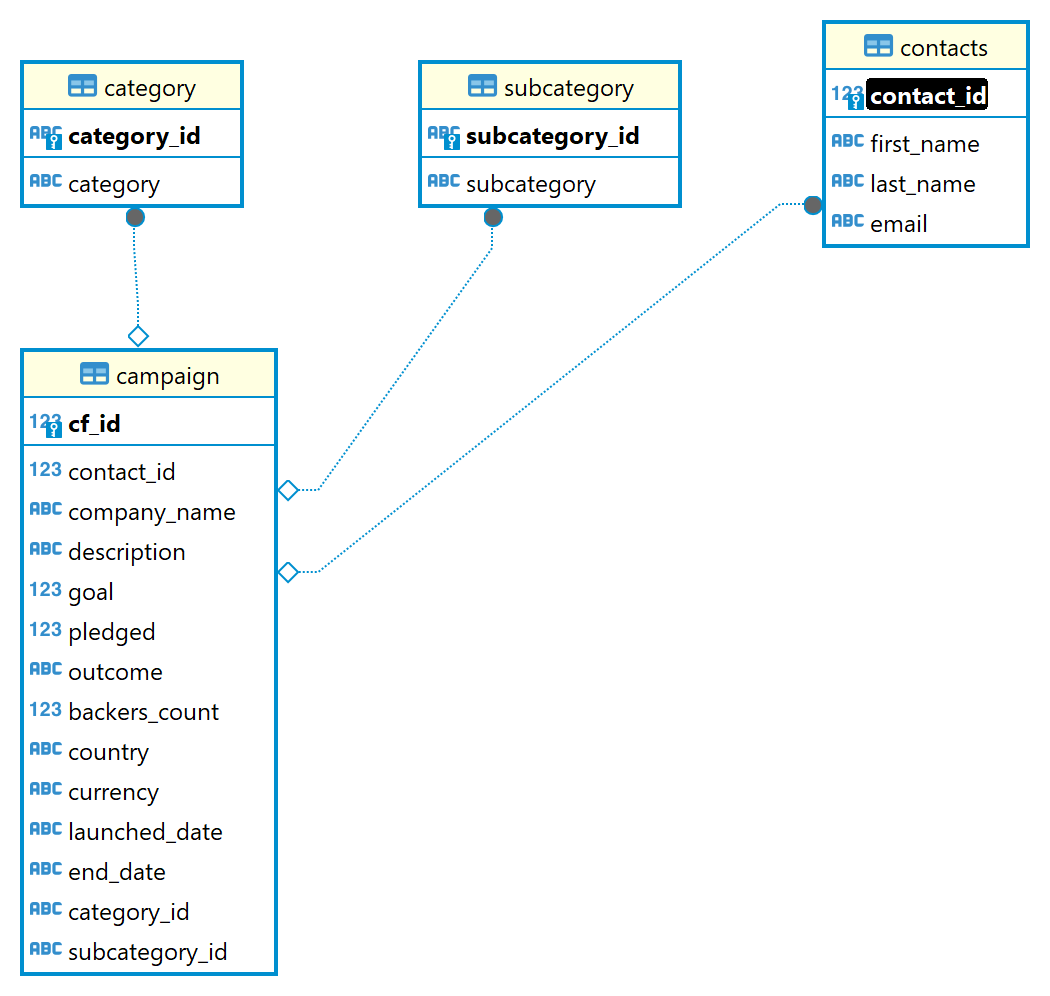 category
ABC category_id
ABC category
subcategory
ABC subcategory_id
ABC subcategory
contacts
123 contact_id
ABC first_name
ABC last_name
ABC email
campaign
123 cf_id
123 contact_id
ABC company_name
ABC description
123 goal
123 pledged
ABC outcome
123 backers_count
ABC country
ABC currency
ABC launched_date
ABC end_date
ABC category_id
ABC subcategory_id